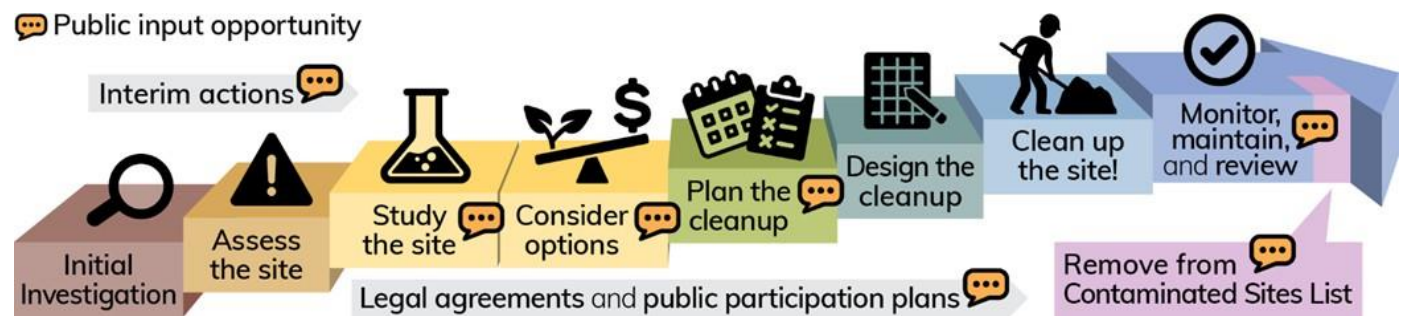 Public input opportunity
Interim actions
Initial
Investigation
Assess
the site
Study
the site
Consider
options
Plan the
cleanup
Design the
cleanup
Clean up
the site!
Monitor,
maintain,
and review
Legal agreements and public participation plans
Remove from
Contaminated Sites List